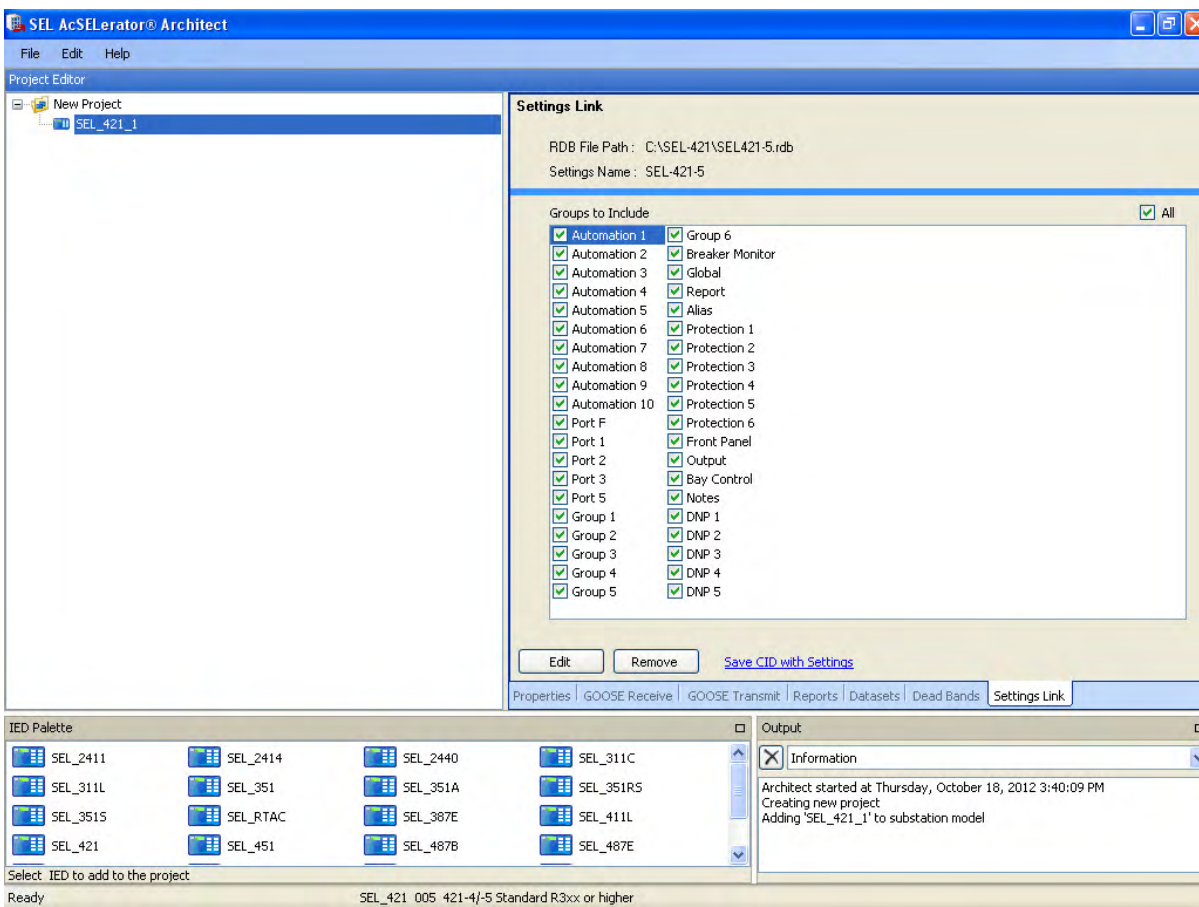 SEL AcSELerator® Architect
File Edit Help
Project Editor
New Project
SEL_421_1
Settings Link
RDB File Path : C:\SEL-421\SEL421-5.rdb
Settings Name : SEL-421-5
Groups to Include
All
Automation 1
Automation 2
Automation 3
Automation 4
Automation 5
Automation 6
Automation 7
Automation 8
Automation 9
Automation 10
Port F
Port 1
Port 2
Port 3
Port 5
Group 1
Group 2
Group 3
Group 4
Group 5
Group 6
Breaker Monitor
Global
Report
Alias
Protection 1
Protection 2
Protection 3
Protection 4
Protection 5
Protection 6
Front Panel
Output
Bay Control
Notes
DNP 1
DNP 2
DNP 3
DNP 4
DNP 5
Edit Remove Save CID with Settings
Properties GOOSE Receive GOOSE Transmit Reports Datasets Dead Bands Settings Link
IED Palette
SEL_2411 SEL_2414 SEL_2440 SEL_311C
SEL_311L SEL_351 SEL_351A SEL_351RS
SEL_351S SEL_RTAC SEL_387E SEL_411L
SEL_421 SEL_451 SEL_487B SEL_487E
Select IED to add to the project
Output
Information
Architect started at Thursday, October 18, 2012 3:40:09 PM
Creating new project
Adding 'SEL_421_1' to substation model
Ready
SEL_421 005 421-4/-5 Standard R3xx or higher